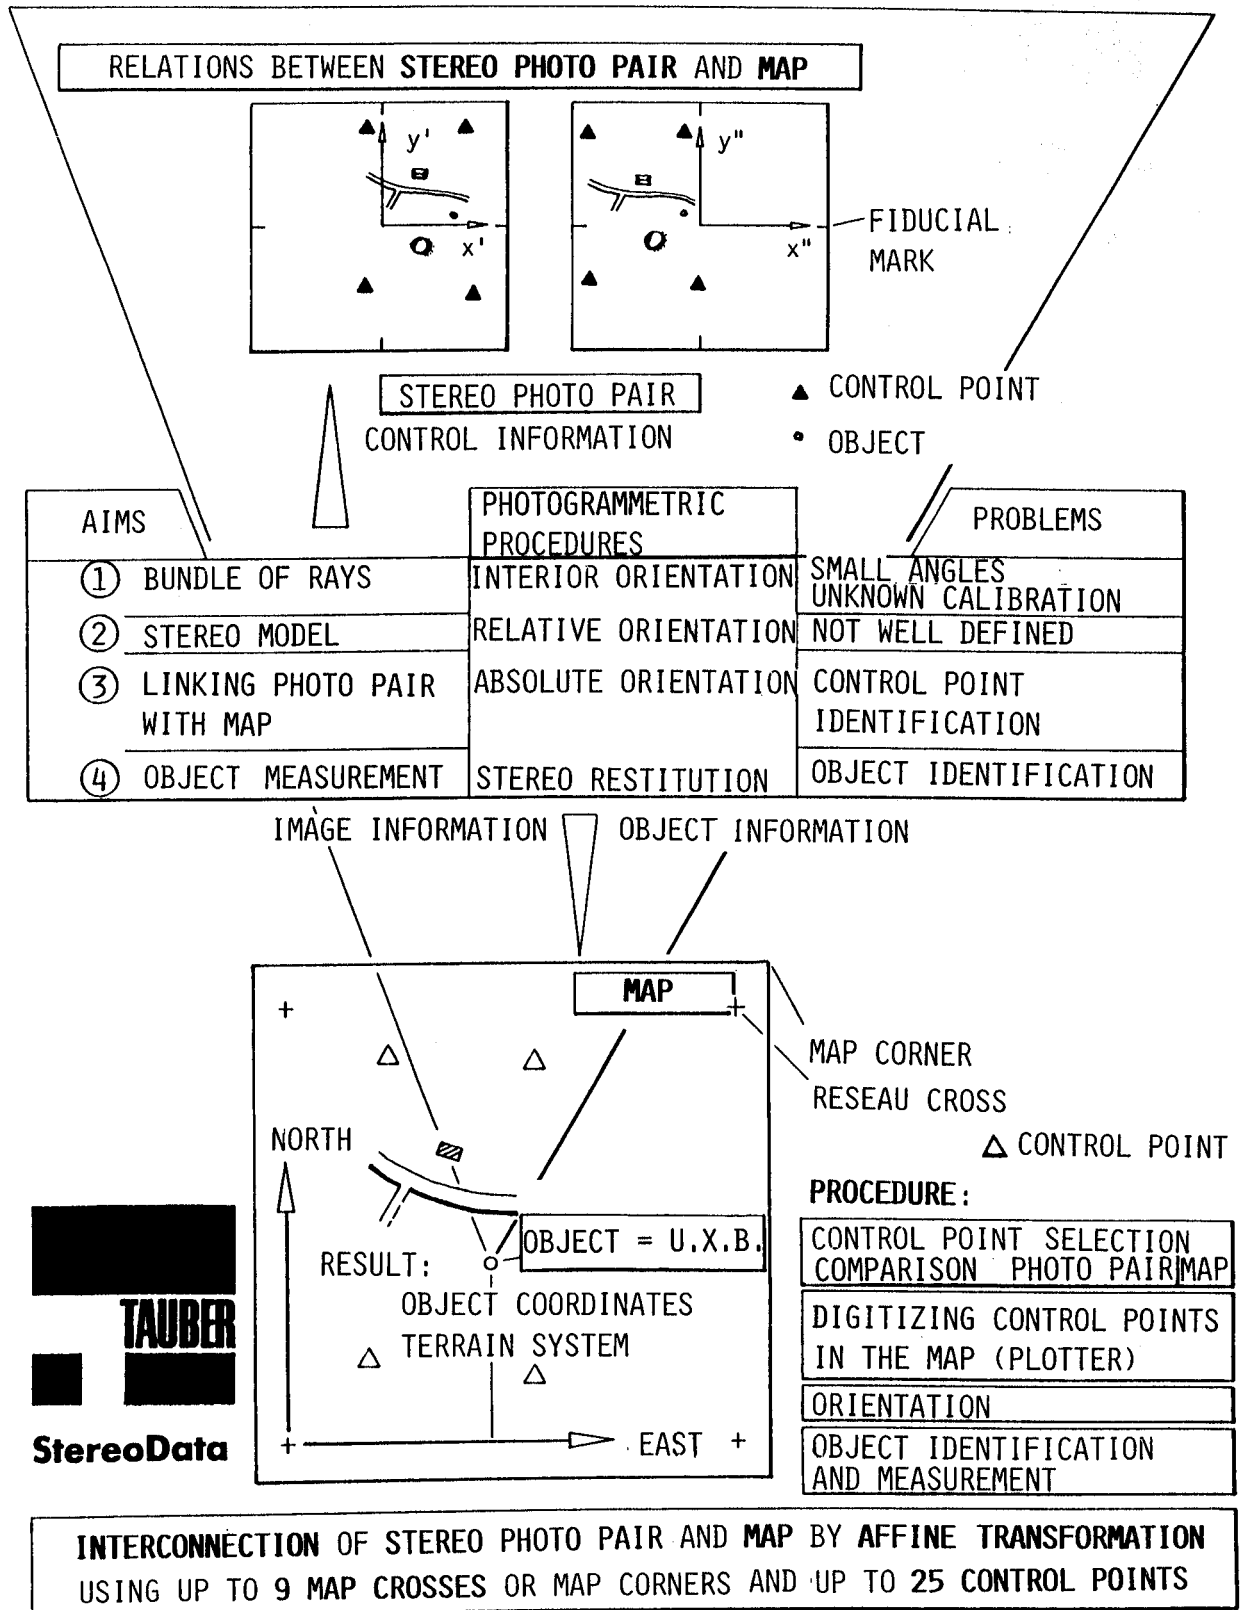 RELATIONS BETWEEN STEREO PHOTO PAIR AND MAP
y'
x'
y"
x"
FIDUCIAL
MARK
STEREO PHOTO PAIR
CONTROL INFORMATION
▲ CONTROL POINT
OBJECT
AIMS
PHOTOGRAMMETRIC
PROCEDURES
PROBLEMS
1 BUNDLE OF RAYS
INTERIOR ORIENTATION
SMALL ANGLES
UNKNOWN CALIBRATION
2 STEREO MODEL
RELATIVE ORIENTATION
NOT WELL DEFINED
3 LINKING PHOTO PAIR
WITH MAP
ABSOLUTE ORIENTATION
CONTROL POINT
IDENTIFICATION
4 OBJECT MEASUREMENT
STEREO RESTITUTION
OBJECT IDENTIFICATION
IMAGE INFORMATION
OBJECT INFORMATION
MAP
MAP CORNER
RESEAU CROSS
△ CONTROL POINT
NORTH
OBJECT = U.X.B.
RESULT:
OBJECT COORDINATES
TERRAIN SYSTEM
EAST
PROCEDURE:
CONTROL POINT SELECTION
COMPARISON PHOTO PAIR|MAP
DIGITIZING CONTROL POINTS
IN THE MAP (PLOTTER)
ORIENTATION
OBJECT IDENTIFICATION
AND MEASUREMENT
TAUBER
StereoData
INTERCONNECTION OF STEREO PHOTO PAIR AND MAP BY AFFINE TRANSFORMATION
USING UP TO 9 MAP CROSSES OR MAP CORNERS AND UP TO 25 CONTROL POINTS